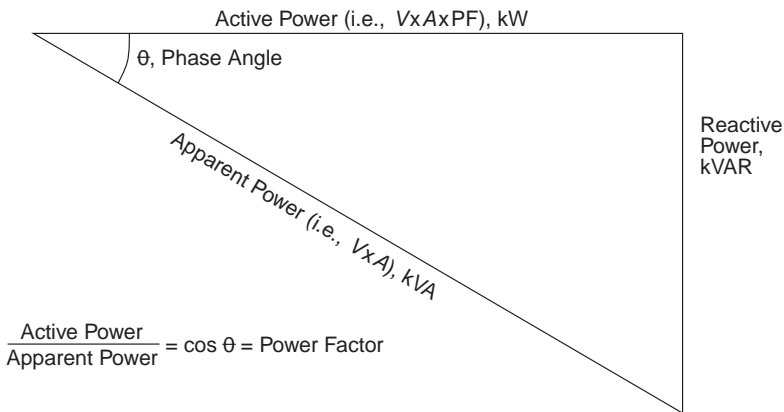 Active Power (i.e., VxAxPF), kW
θ, Phase Angle
Reactive
Power,
kVAR
Apparent Power (i.e., VxA), kVA
Active Power
Apparent Power = cos θ = Power Factor